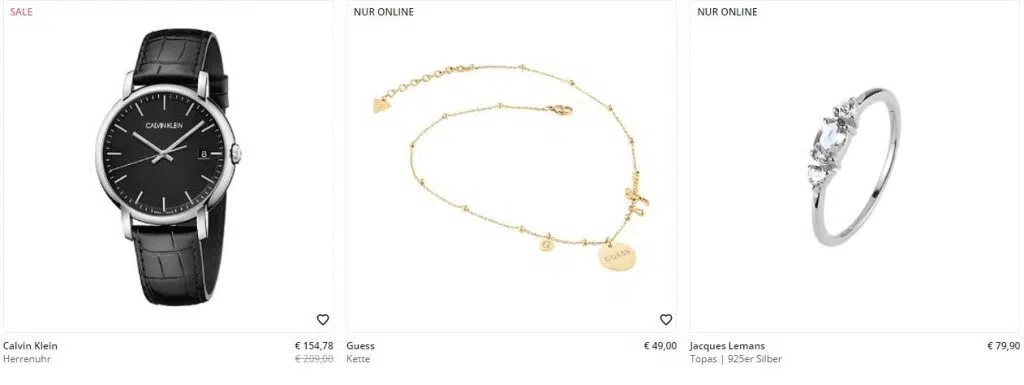 SALE
CALVIN KLEIN
8
Calvin Klein
€ 154,78
Herrenuhr
€ 209,00
NUR ONLINE
G
GUESS
Guess
€ 49,00
Kette
NUR ONLINE
Jacques Lemans
€ 79,90
Topas | 925er Silber